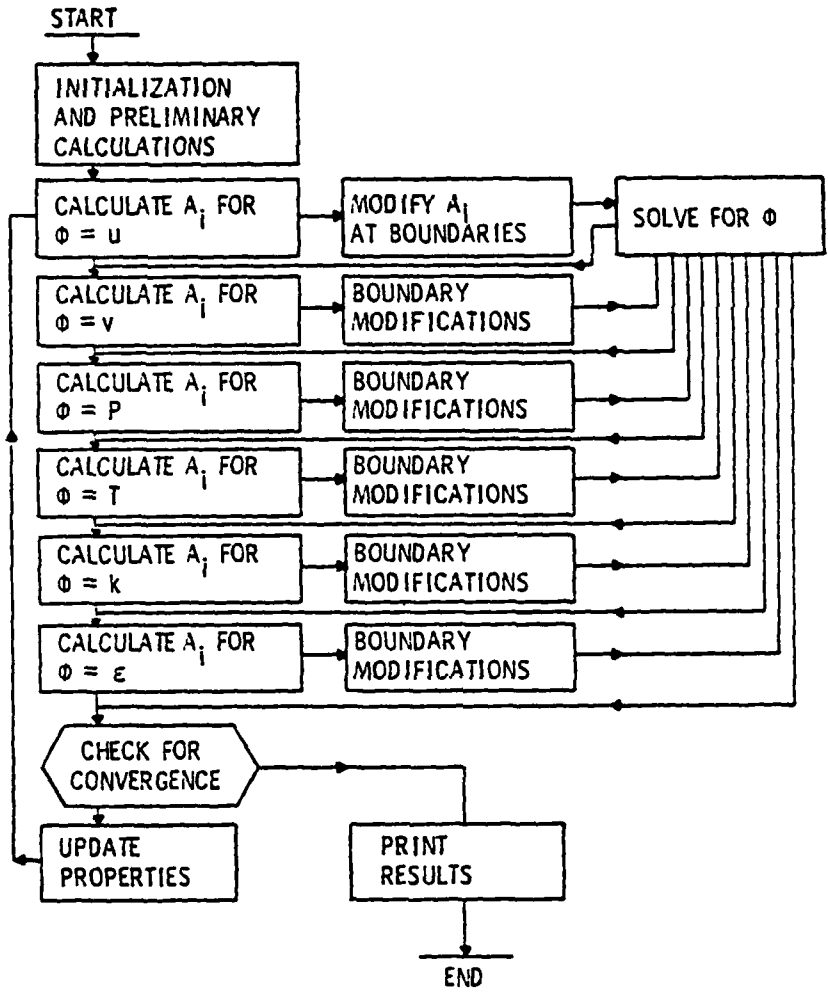 START
INITIALIZATION
AND PRELIMINARY
CALCULATIONS
CALCULATE Ai FOR
Φ = u
MODIFY Ai
AT BOUNDARIES
SOLVE FOR Φ
CALCULATE Ai FOR
Φ = v
BOUNDARY
MODIFICATIONS
CALCULATE Ai FOR
Φ = P
BOUNDARY
MODIFICATIONS
CALCULATE Ai FOR
Φ = T
BOUNDARY
MODIFICATIONS
CALCULATE Ai FOR
Φ = k
BOUNDARY
MODIFICATIONS
CALCULATE Ai FOR
Φ = ε
BOUNDARY
MODIFICATIONS
CHECK FOR
CONVERGENCE
UPDATE
PROPERTIES
PRINT
RESULTS
END